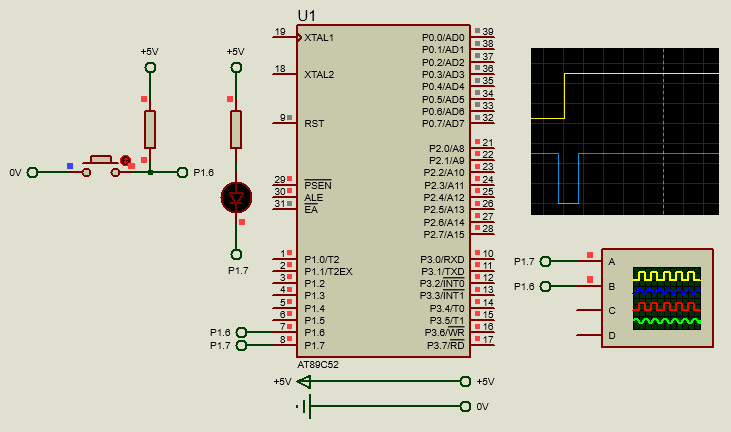 U1
+5V
+5V
0V
P1.6
P1.7
19 XTAL1
18 XTAL2
9 RST
29 PSEN
30 ALE
31 EA
1 P1.0/T2
2 P1.1/T2EX
3 P1.2
4 P1.3
5 P1.4
6 P1.5
P1.6 7 P1.6
P1.7 8 P1.7
P0.0/AD0 39
P0.1/AD1 38
P0.2/AD2 37
P0.3/AD3 36
P0.4/AD4 35
P0.5/AD5 34
P0.6/AD6 33
P0.7/AD7 32
P2.0/A8 21
P2.1/A9 22
P2.2/A10 23
P2.3/A11 24
P2.4/A12 25
P2.5/A13 26
P2.6/A14 27
P2.7/A15 28
P3.0/RXD 10
P3.1/TXD 11
P3.2/INT0 12
P3.3/INT1 13
P3.4/T0 14
P3.5/T1 15
P3.6/WR 16
P3.7/RD 17
AT89C52
+5V +5V
0V
P1.7 A
P1.6 B
C
D